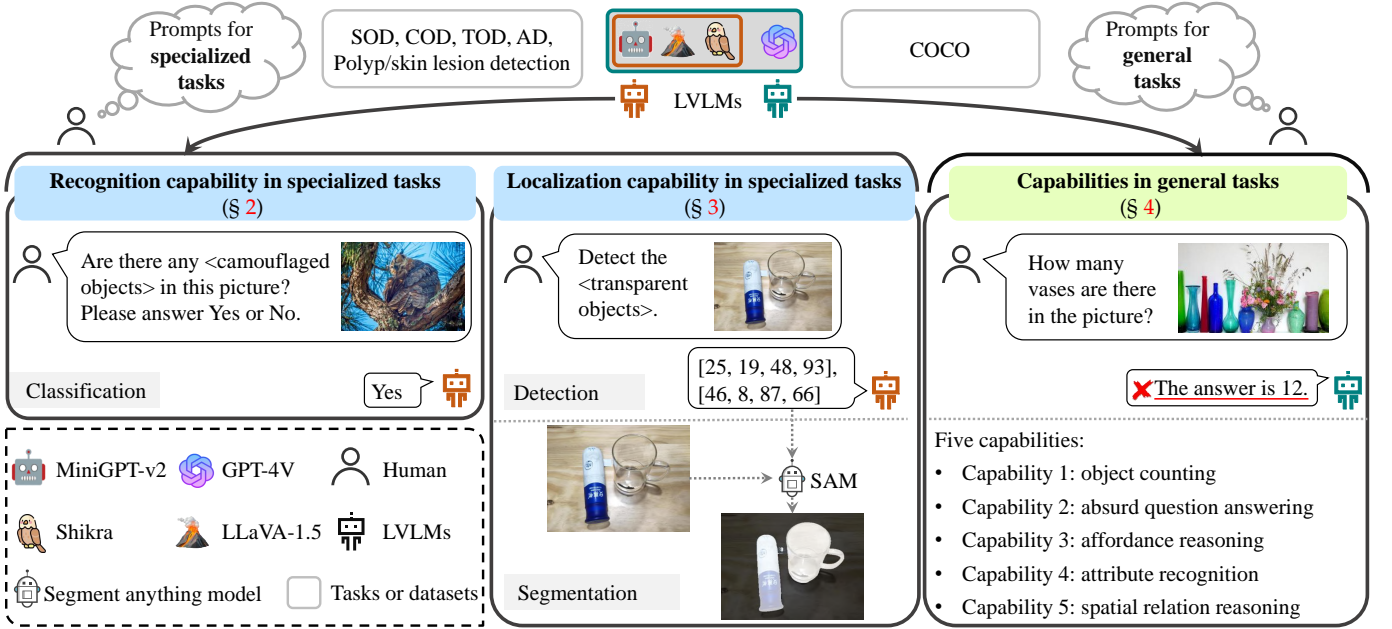 Prompts for
specialized
tasks
SOD, COD, TOD, AD,
Polyp/skin lesion detection
LVLMs
COCO
Prompts for
general
tasks
Recognition capability in specialized tasks
(§ 2)
Are there any <camouflaged
objects> in this picture?
Please answer Yes or No.
Yes
Classification
Localization capability in specialized tasks
(§ 3)
Detect the
<transparent
objects>.
[25, 19, 48, 93],
[46, 8, 87, 66]
Detection
SAM
Segmentation
Capabilities in general tasks
(§ 4)
How many
vases are there
in the picture?
The answer is 12.
Five capabilities:
• Capability 1: object counting
• Capability 2: absurd question answering
• Capability 3: affordance reasoning
• Capability 4: attribute recognition
• Capability 5: spatial relation reasoning
MiniGPT-v2
GPT-4V
Human
Shikra
LLaVA-1.5
LVLMs
Segment anything model
Tasks or datasets